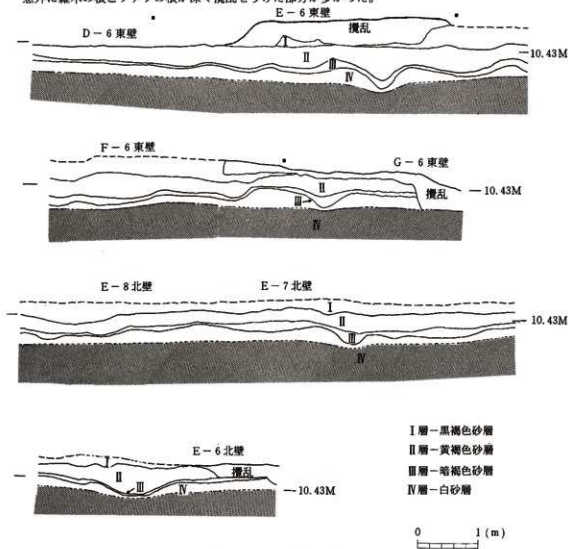 D－6東壁
E－6東壁
攪乱
I
II
III
IV
10.43M
F－6東壁
G－6東壁
II
III
攪乱
IV
10.43M
E－8北壁
E－7北壁
I
II
III
IV
10.43M
E－6北壁
I
II
III
IV
攪乱
10.43M
I層－黒褐色砂層
II層－黄褐色砂層
III層－暗褐色砂層
IV層－白砂層
0 1(m)